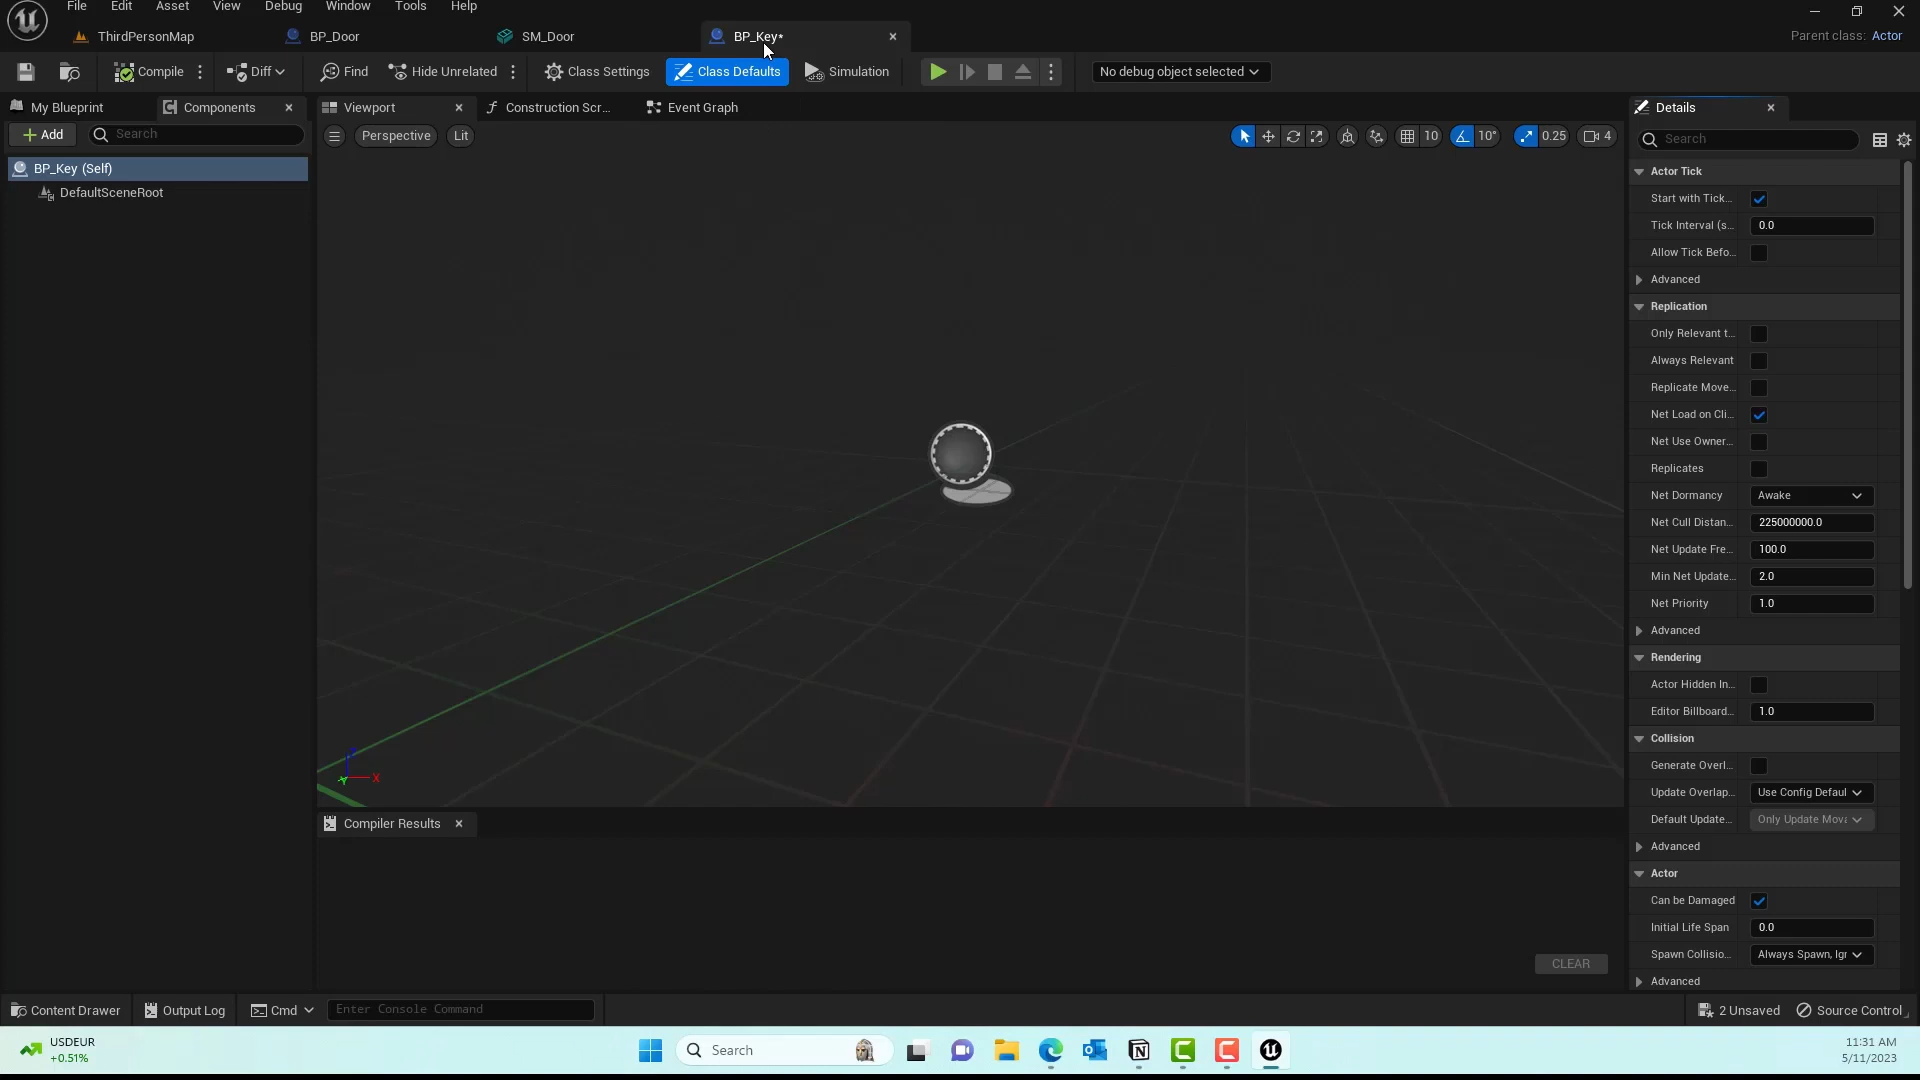 File Edit Asset View Debug Window Tools Help
ThirdPersonMap BP_Door SM_Door BP_Key* Parent class: Actor
Compile Diff Find Hide Unrelated Class Settings Class Defaults Simulation No debug object selected
My Blueprint Components Viewport Construction Scr... Event Graph Details
Add Search Perspective Lit 10 10° 0.25 4 Search
BP_Key (Self)
DefaultSceneRoot
X
Actor Tick
Start with Tick...
Tick Interval (s... 0.0
Allow Tick Befo...
Advanced
Replication
Only Relevant t...
Always Relevant
Replicate Move...
Net Load on Cli...
Net Use Owner...
Replicates
Net Dormancy Awake
Net Cull Distan... 225000000.0
Net Update Fre... 100.0
Min Net Update... 2.0
Net Priority 1.0
Advanced
Rendering
Actor Hidden In...
Editor Billboard... 1.0
Collision
Generate Overl...
Update Overlap... Use Config Defaul
Default Update... Only Update Mova
Advanced
Actor
Can be Damaged
Initial Life Span 0.0
Spawn Collisio... Always Spawn, Igr
Advanced
Compiler Results
CLEAR
Content Drawer Output Log Cmd Enter Console Command 2 Unsaved Source Control
USDEUR
+0.51%
Search
11:31 AM
5/11/2023